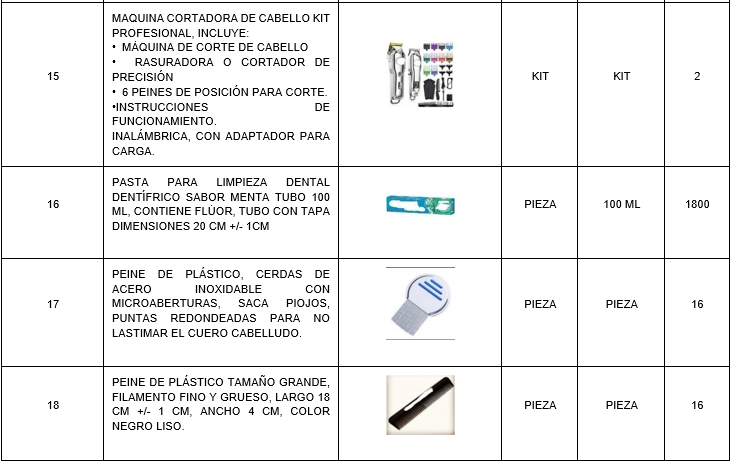 15
MAQUINA CORTADORA DE CABELLO KIT
PROFESIONAL, INCLUYE:
• MÁQUINA DE CORTE DE CABELLO
• RASURADORA O CORTADOR DE
PRECISIÓN
• 6 PEINES DE POSICIÓN PARA CORTE.
•INSTRUCCIONES DE
FUNCIONAMIENTO.
INALÁMBRICA, CON ADAPTADOR PARA
CARGA.
KIT
KIT
2
16
PASTA PARA LIMPIEZA DENTAL
DENTÍFRICO SABOR MENTA TUBO 100
ML, CONTIENE FLÚOR, TUBO CON TAPA
DIMENSIONES 20 CM +/- 1CM
PIEZA
100 ML
1800
17
PEINE DE PLÁSTICO, CERDAS DE
ACERO INOXIDABLE CON
MICROABERTURAS, SACA PIOJOS,
PUNTAS REDONDEADAS PARA NO
LASTIMAR EL CUERO CABELLUDO.
PIEZA
PIEZA
16
18
PEINE DE PLÁSTICO TAMAÑO GRANDE,
FILAMENTO FINO Y GRUESO, LARGO 18
CM +/- 1 CM, ANCHO 4 CM, COLOR
NEGRO LISO.
PIEZA
PIEZA
16